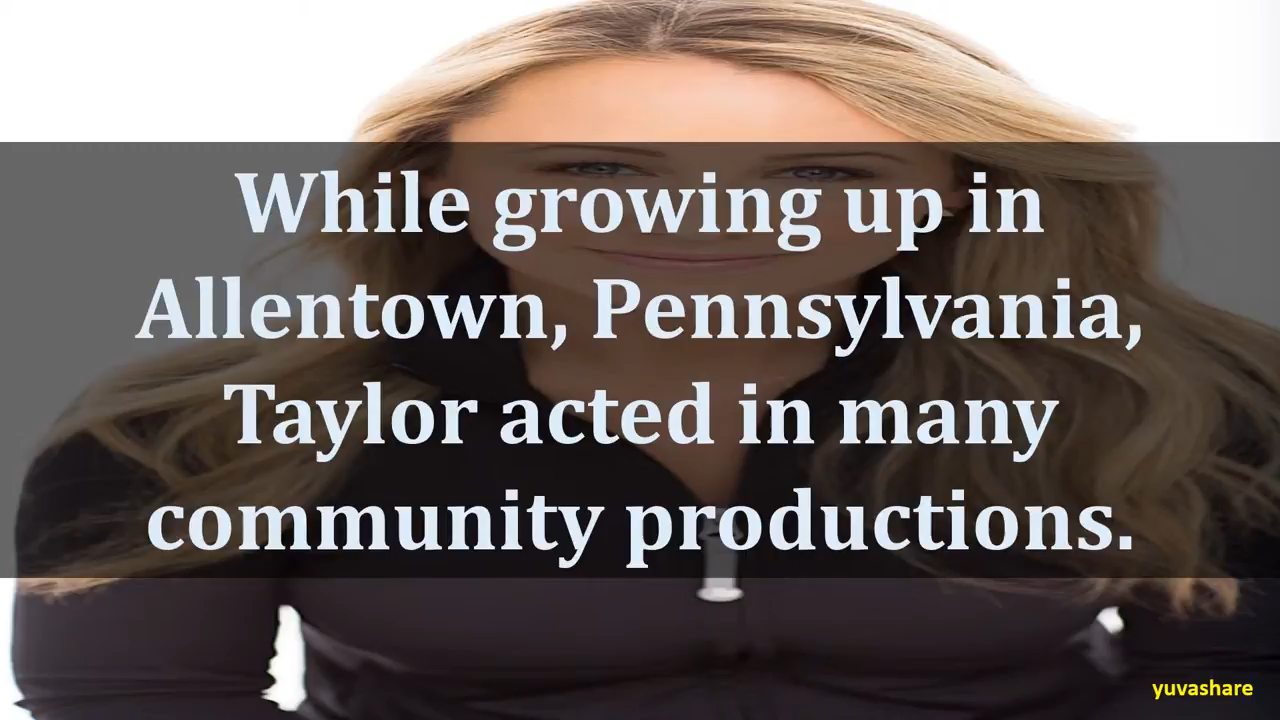 While growing up in
Allentown, Pennsylvania,
Taylor acted in many
community productions.
yuvashare